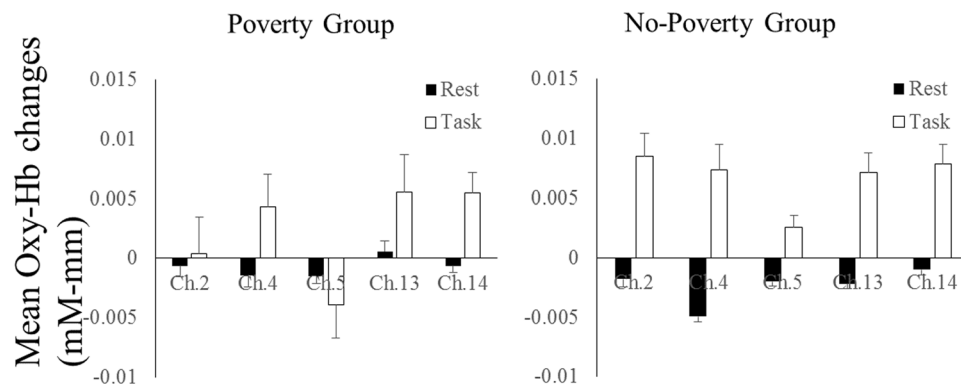 Poverty Group
No-Poverty Group
Mean Oxy-Hb changes
(mM-mm)
0.015
0.01
0.005
0
-0.005
-0.01
Rest
Task
Ch.2 Ch.4 Ch.5 Ch.13 Ch.14
0.015
0.01
0.005
0
-0.005
-0.01
Rest
Task
Ch.2 Ch.4 Ch.5 Ch.13 Ch.14